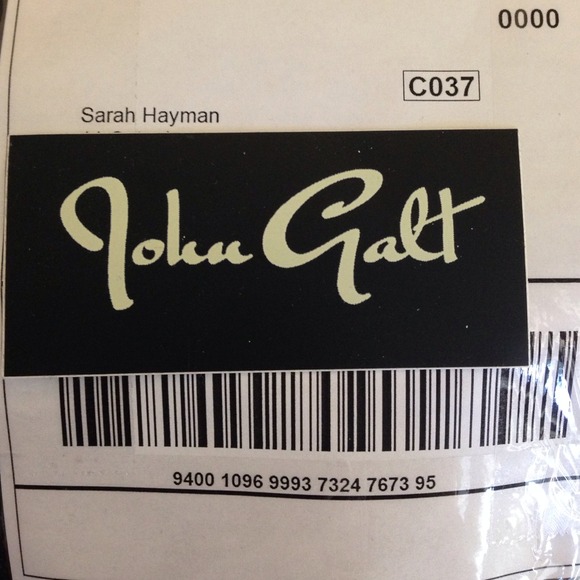 0000
C037
Sarah Hayman
John Galt
9400 1096 9993 7324 7673 95